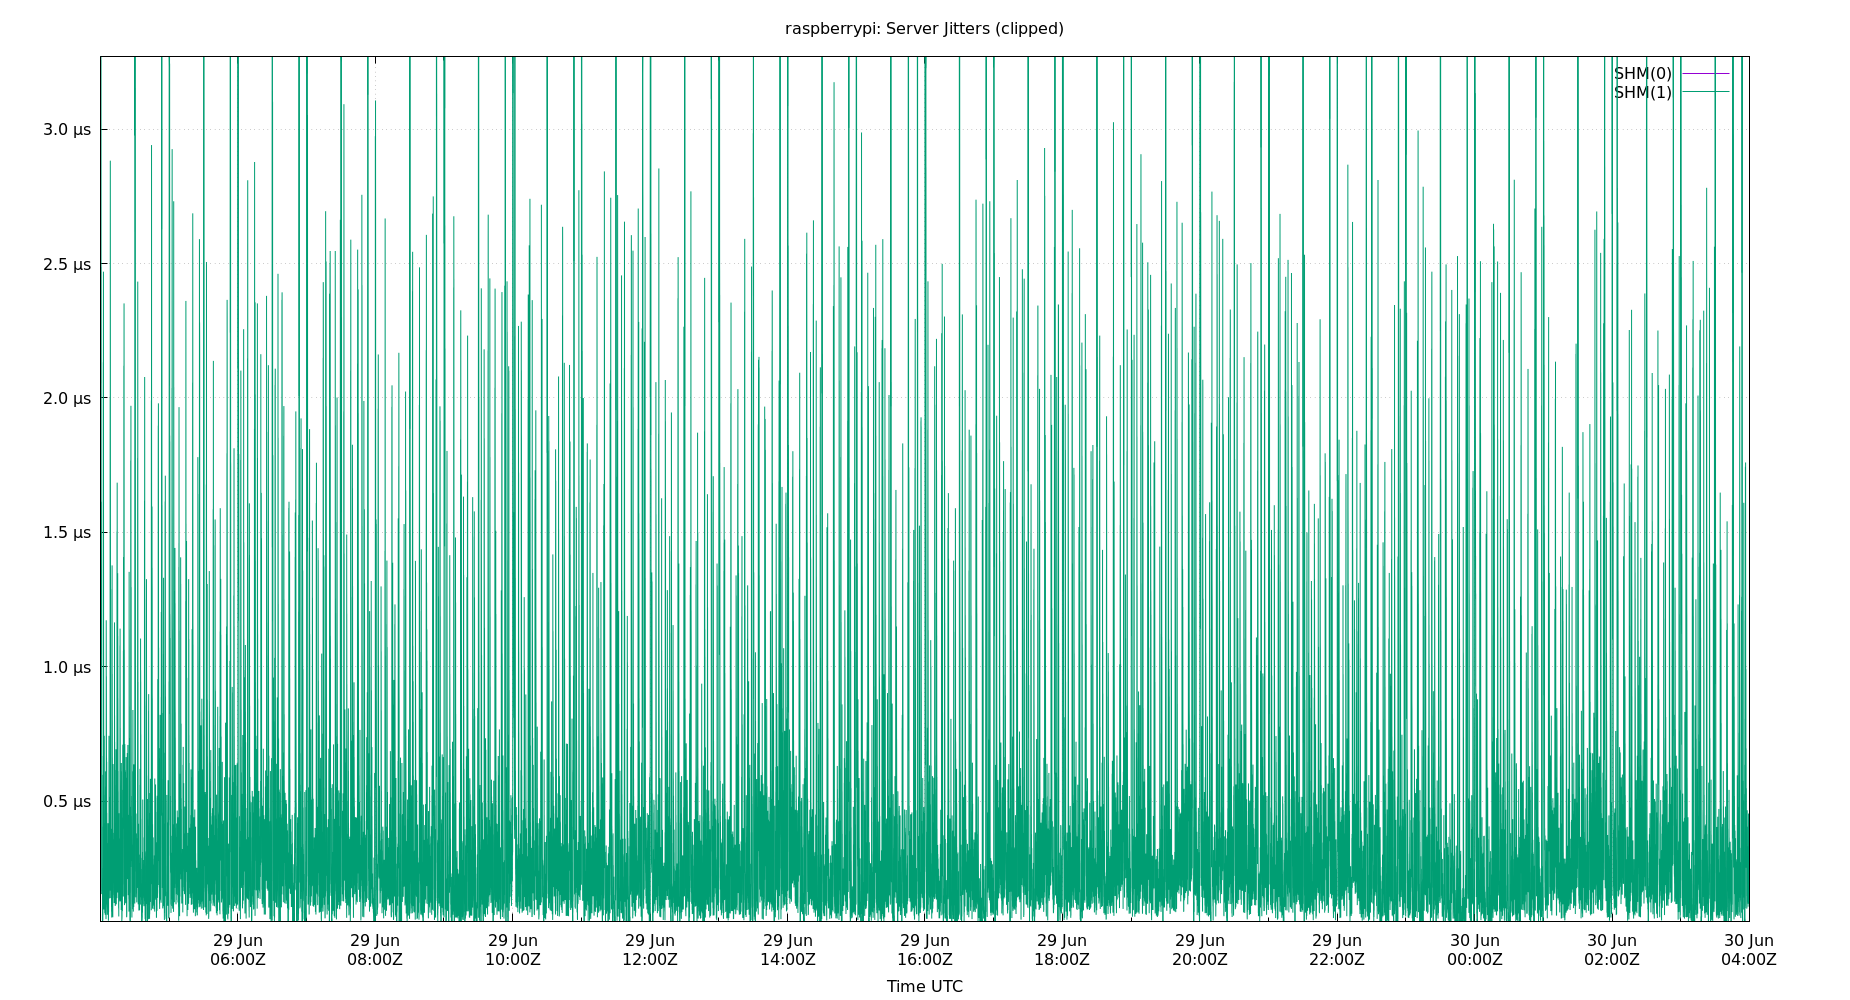 raspberrypi: Server Jitters (clipped)
SHM(0)
SHM(1)
3.0 µs
2.5 µs
2.0 µs
1.5 µs
1.0 µs
0.5 µs
29 Jun 29 Jun 29 Jun 29 Jun 29 Jun 29 Jun 29 Jun 29 Jun 29 Jun 30 Jun 30 Jun 30 Jun
06:00Z 08:00Z 10:00Z 12:00Z 14:00Z 16:00Z 18:00Z 20:00Z 22:00Z 00:00Z 02:00Z 04:00Z
Time UTC